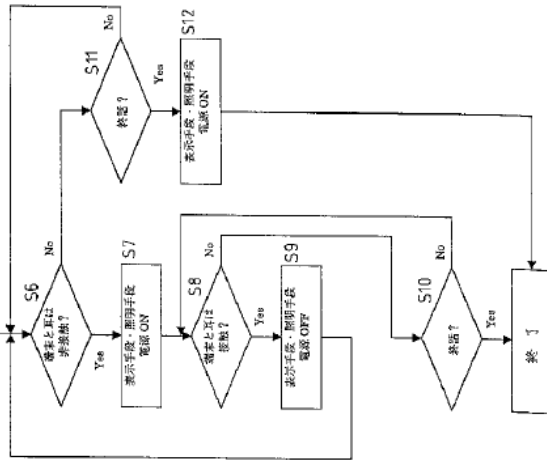 S6
端末と耳は
非接触?
No
Yes
S7
表示手段・照明手段
電源 ON
S8
端末と耳は
接触?
No
Yes
S9
表示手段・照明手段
電源 OFF
S10
終話?
No
Yes
終 了
S11
終話?
No
Yes
S12
表示手段・照明手段
電源 ON